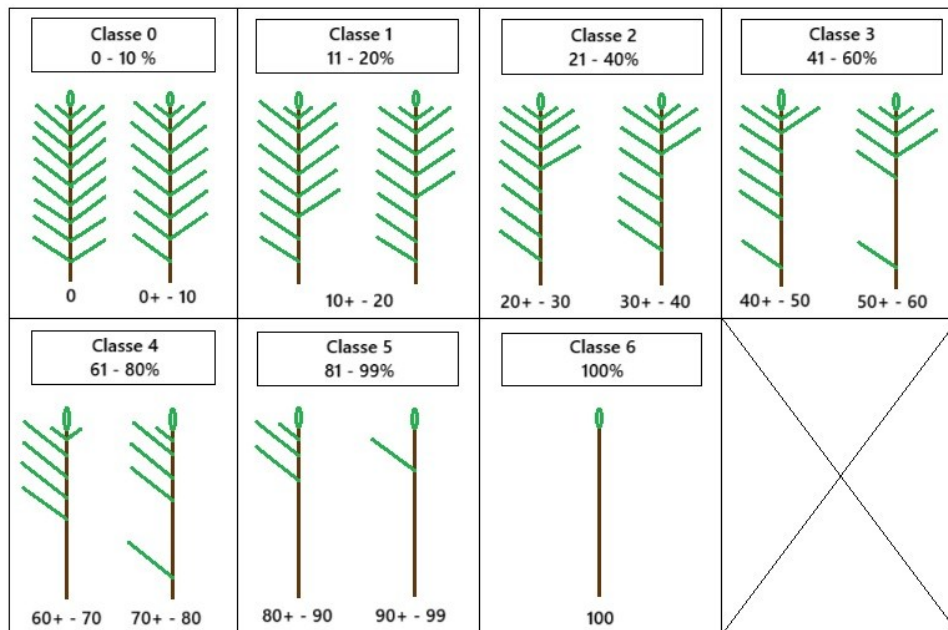 Classe 0
0 - 10 %
Classe 1
11 - 20%
Classe 2
21 - 40%
Classe 3
41 - 60%
0
0+ - 10
10+ - 20
20+ - 30
30+ - 40
40+ - 50
50+ - 60
Classe 4
61 - 80%
Classe 5
81 - 99%
Classe 6
100%
60+ - 70
70+ - 80
80+ - 90
90+ - 99
100